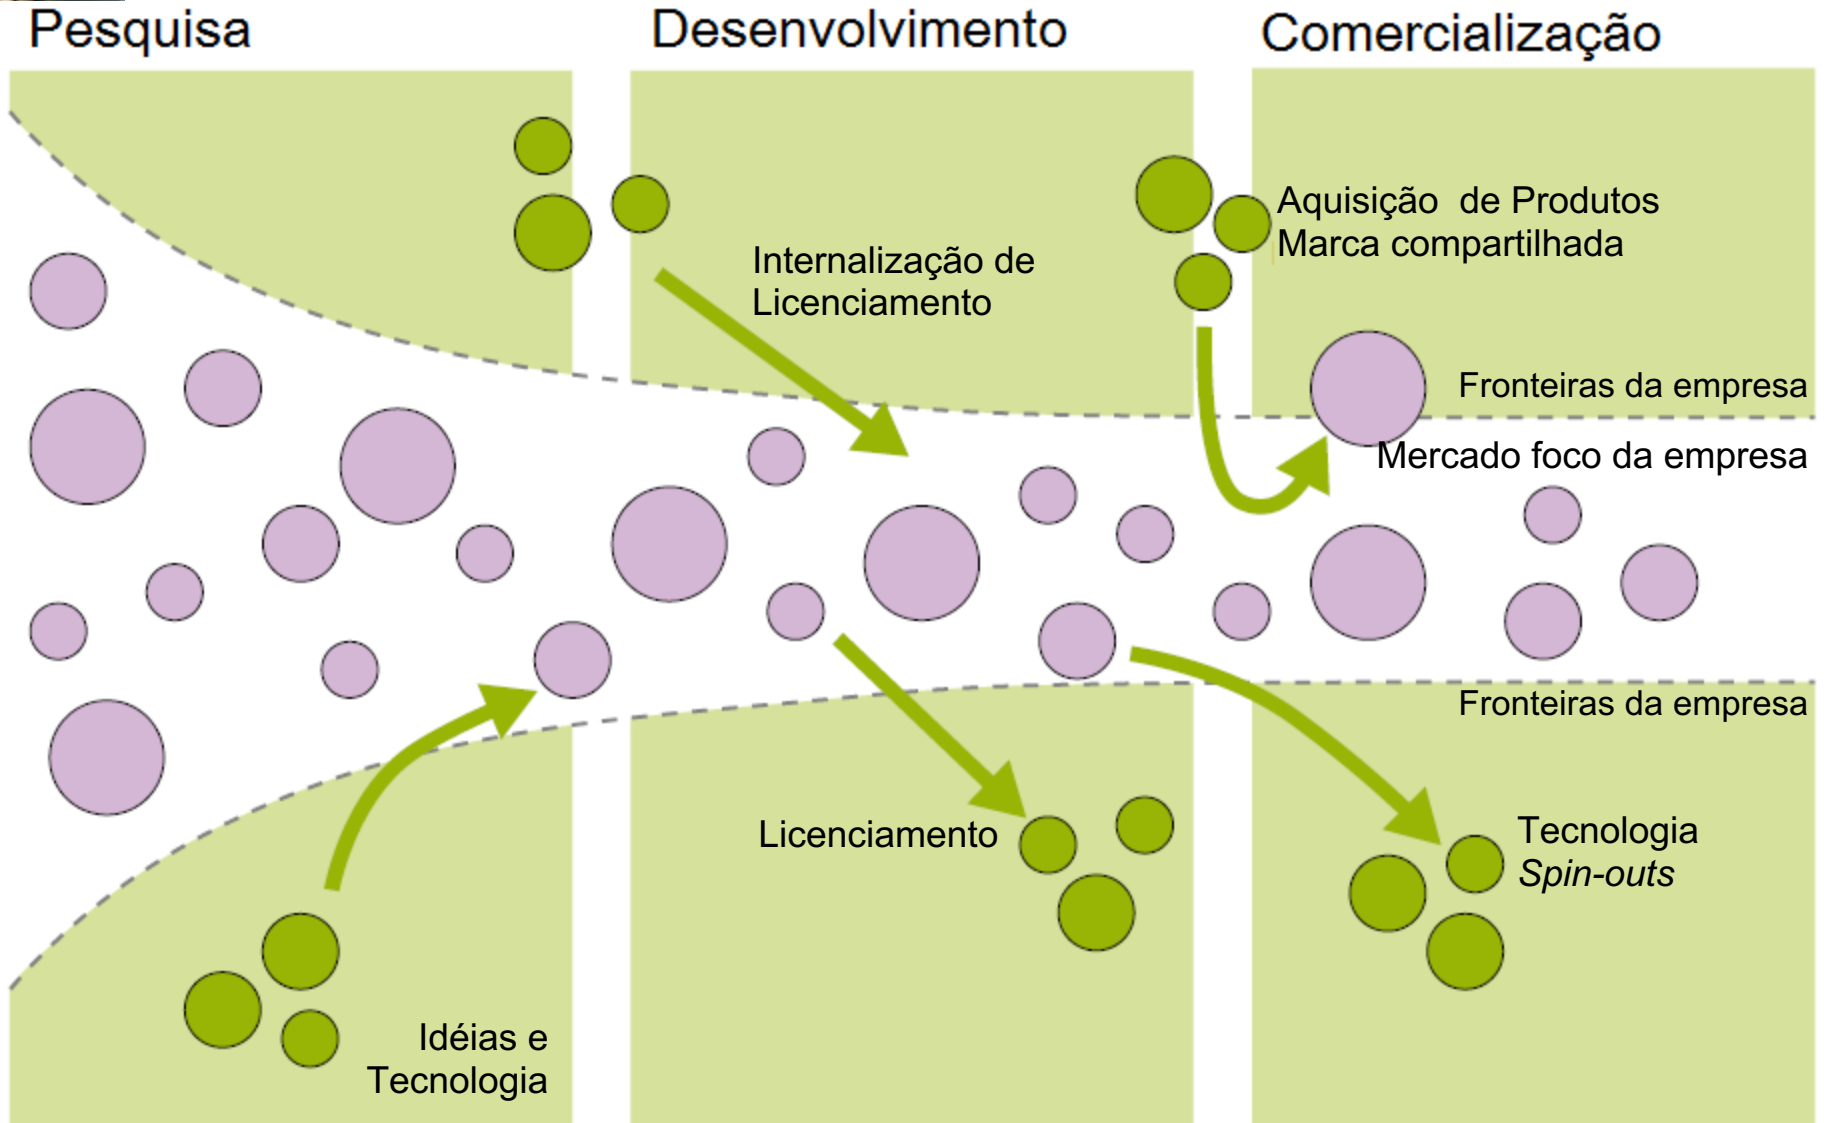 Pesquisa
Desenvolvimento
Comercialização
Aquisição de Produtos
Marca compartilhada
Internalização de
Licenciamento
Fronteiras da empresa
Mercado foco da empresa
Fronteiras da empresa
Licenciamento
Tecnologia
Spin-outs
Idéias e
Tecnologia